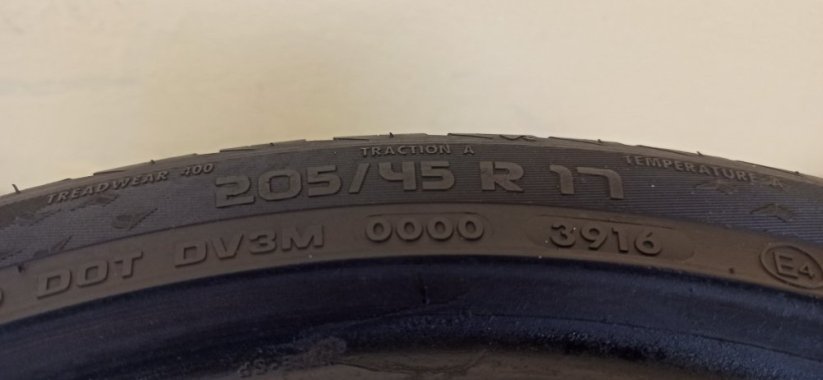 TREADWEAR 400 TRACTION A TEMPERATURE A
205/45 R 17
DOT DV3M 0000 3916 E4